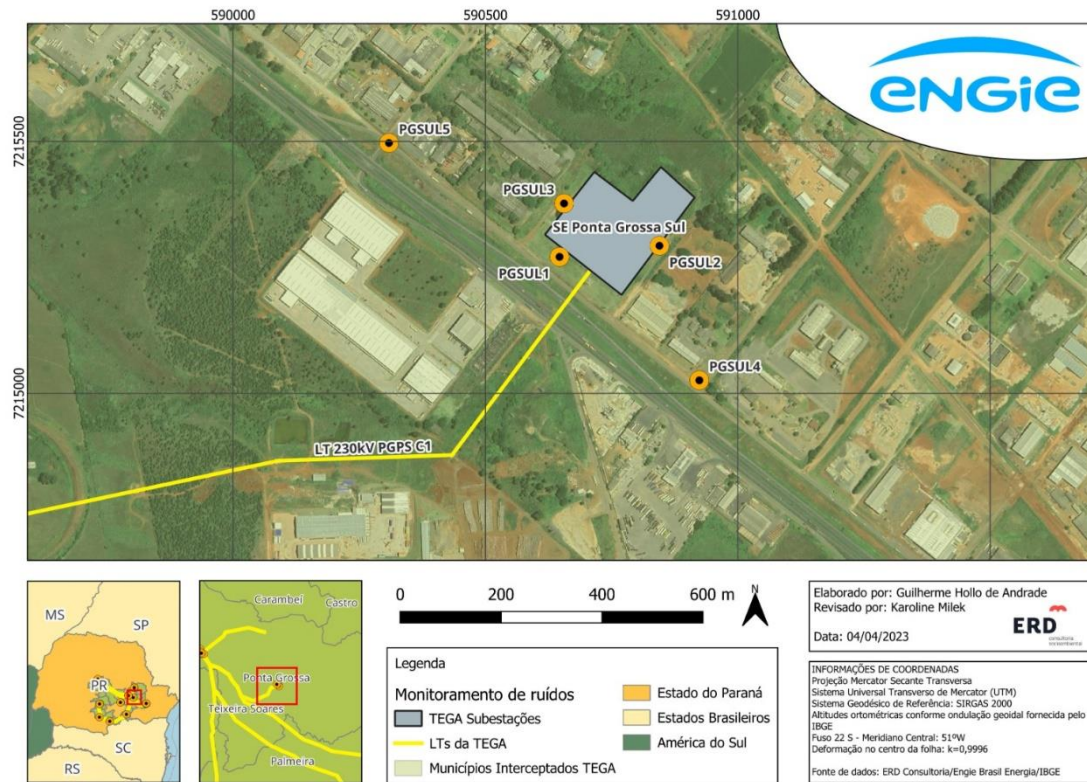 590000
590500
591000
ENGiE
7215500
7215000
PGSUL5
PGSUL3
SE Ponta Grossa Sul
PGSUL1
PGSUL2
PGSUL4
LT 230kV PGPS C1
MS
SP
PR
SC
RS
Carambeí
Castro
Ponta Grossa
Teixeira Soares
Palmeira
0 200 400 600 m
N
Legenda
Monitoramento de ruídos
TEGA Subestações
LTs da TEGA
Municípios Interceptados TEGA
Estado do Paraná
Estados Brasileiros
América do Sul
Elaborado por: Guilherme Hollo de Andrade
Revisado por: Karoline Milek
Data: 04/04/2023
ERD
consultoria
socioambiental
INFORMAÇÕES DE COORDENADAS
Projeção Mercator Secante Transversa
Sistema Universal Transverso de Mercator (UTM)
Sistema Geodésico de Referência: SIRGAS 2000
Altitudes ortométricas conforme ondulação geoidal fornecida pelo
IBGE
Fuso 22 S - Meridiano Central: 51ºW
Deformação no centro da folha: k=0,9996
Fonte de dados: ERD Consultoria/Engie Brasil Energia/IBGE